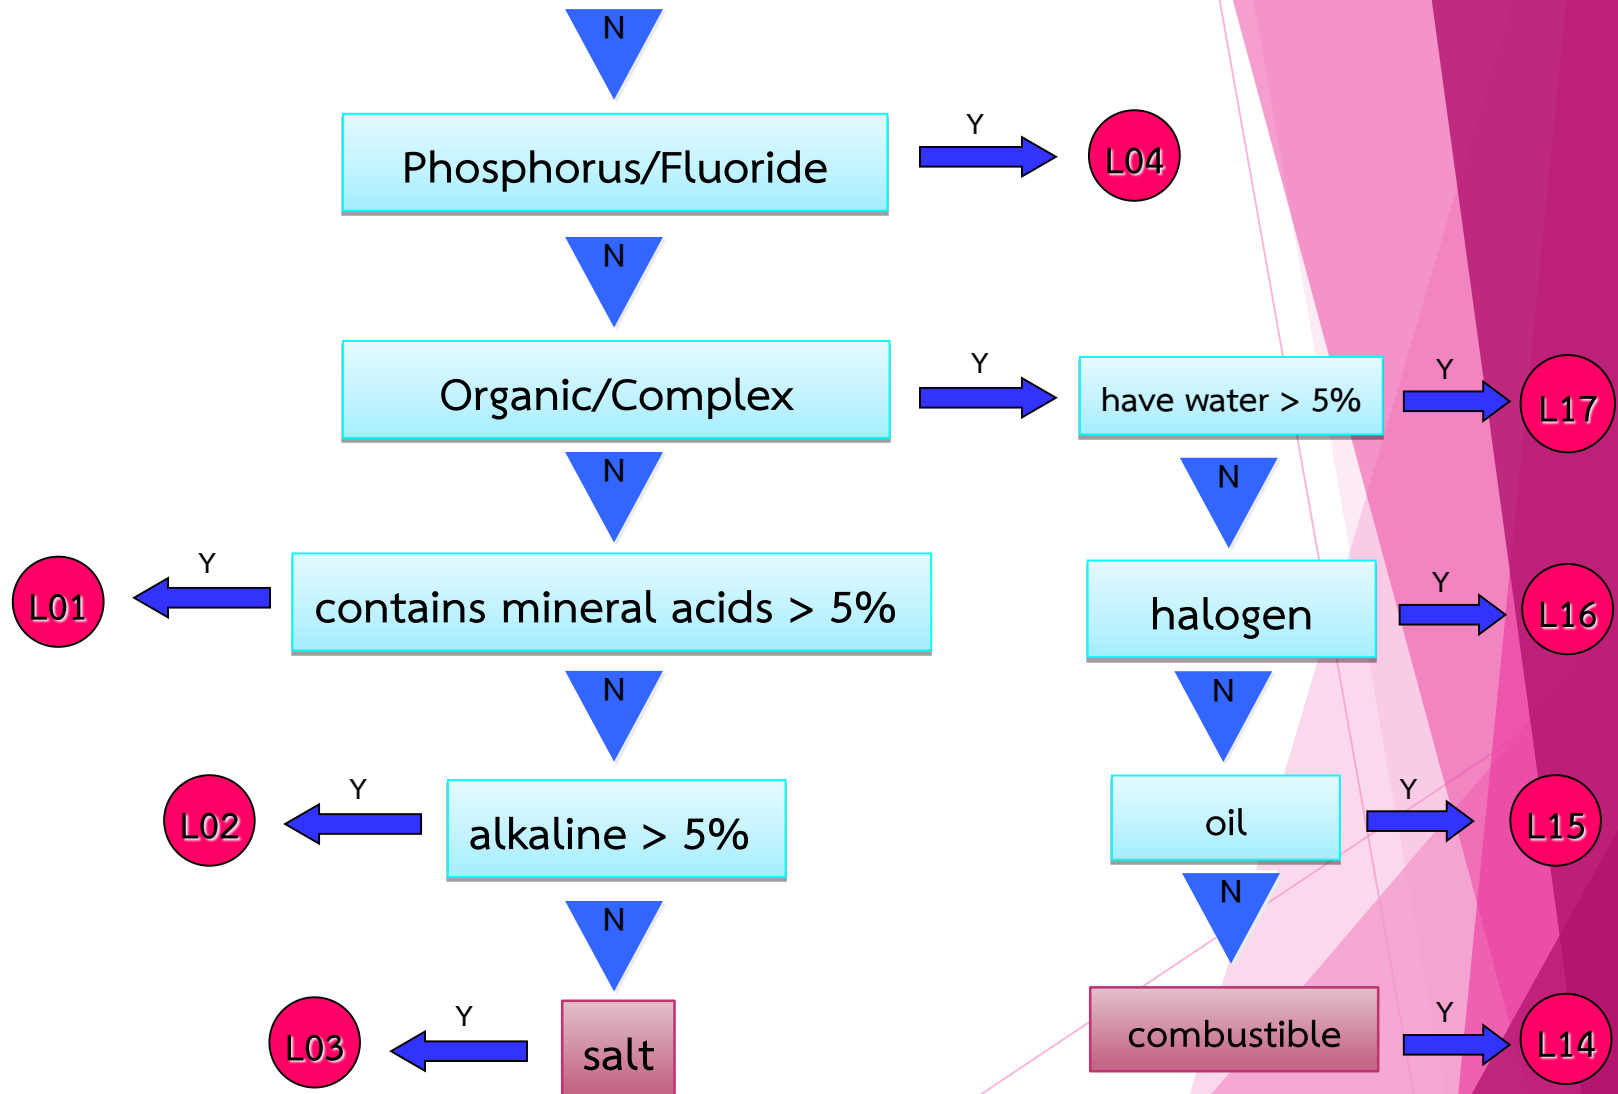 N
Phosphorus/Fluoride
Y
L04
N
Organic/Complex
Y
have water > 5%
Y
L17
N
N
L01
Y
contains mineral acids > 5%
halogen
Y
L16
N
N
L02
Y
alkaline > 5%
oil
Y
L15
N
N
L03
Y
salt
combustible
Y
L14